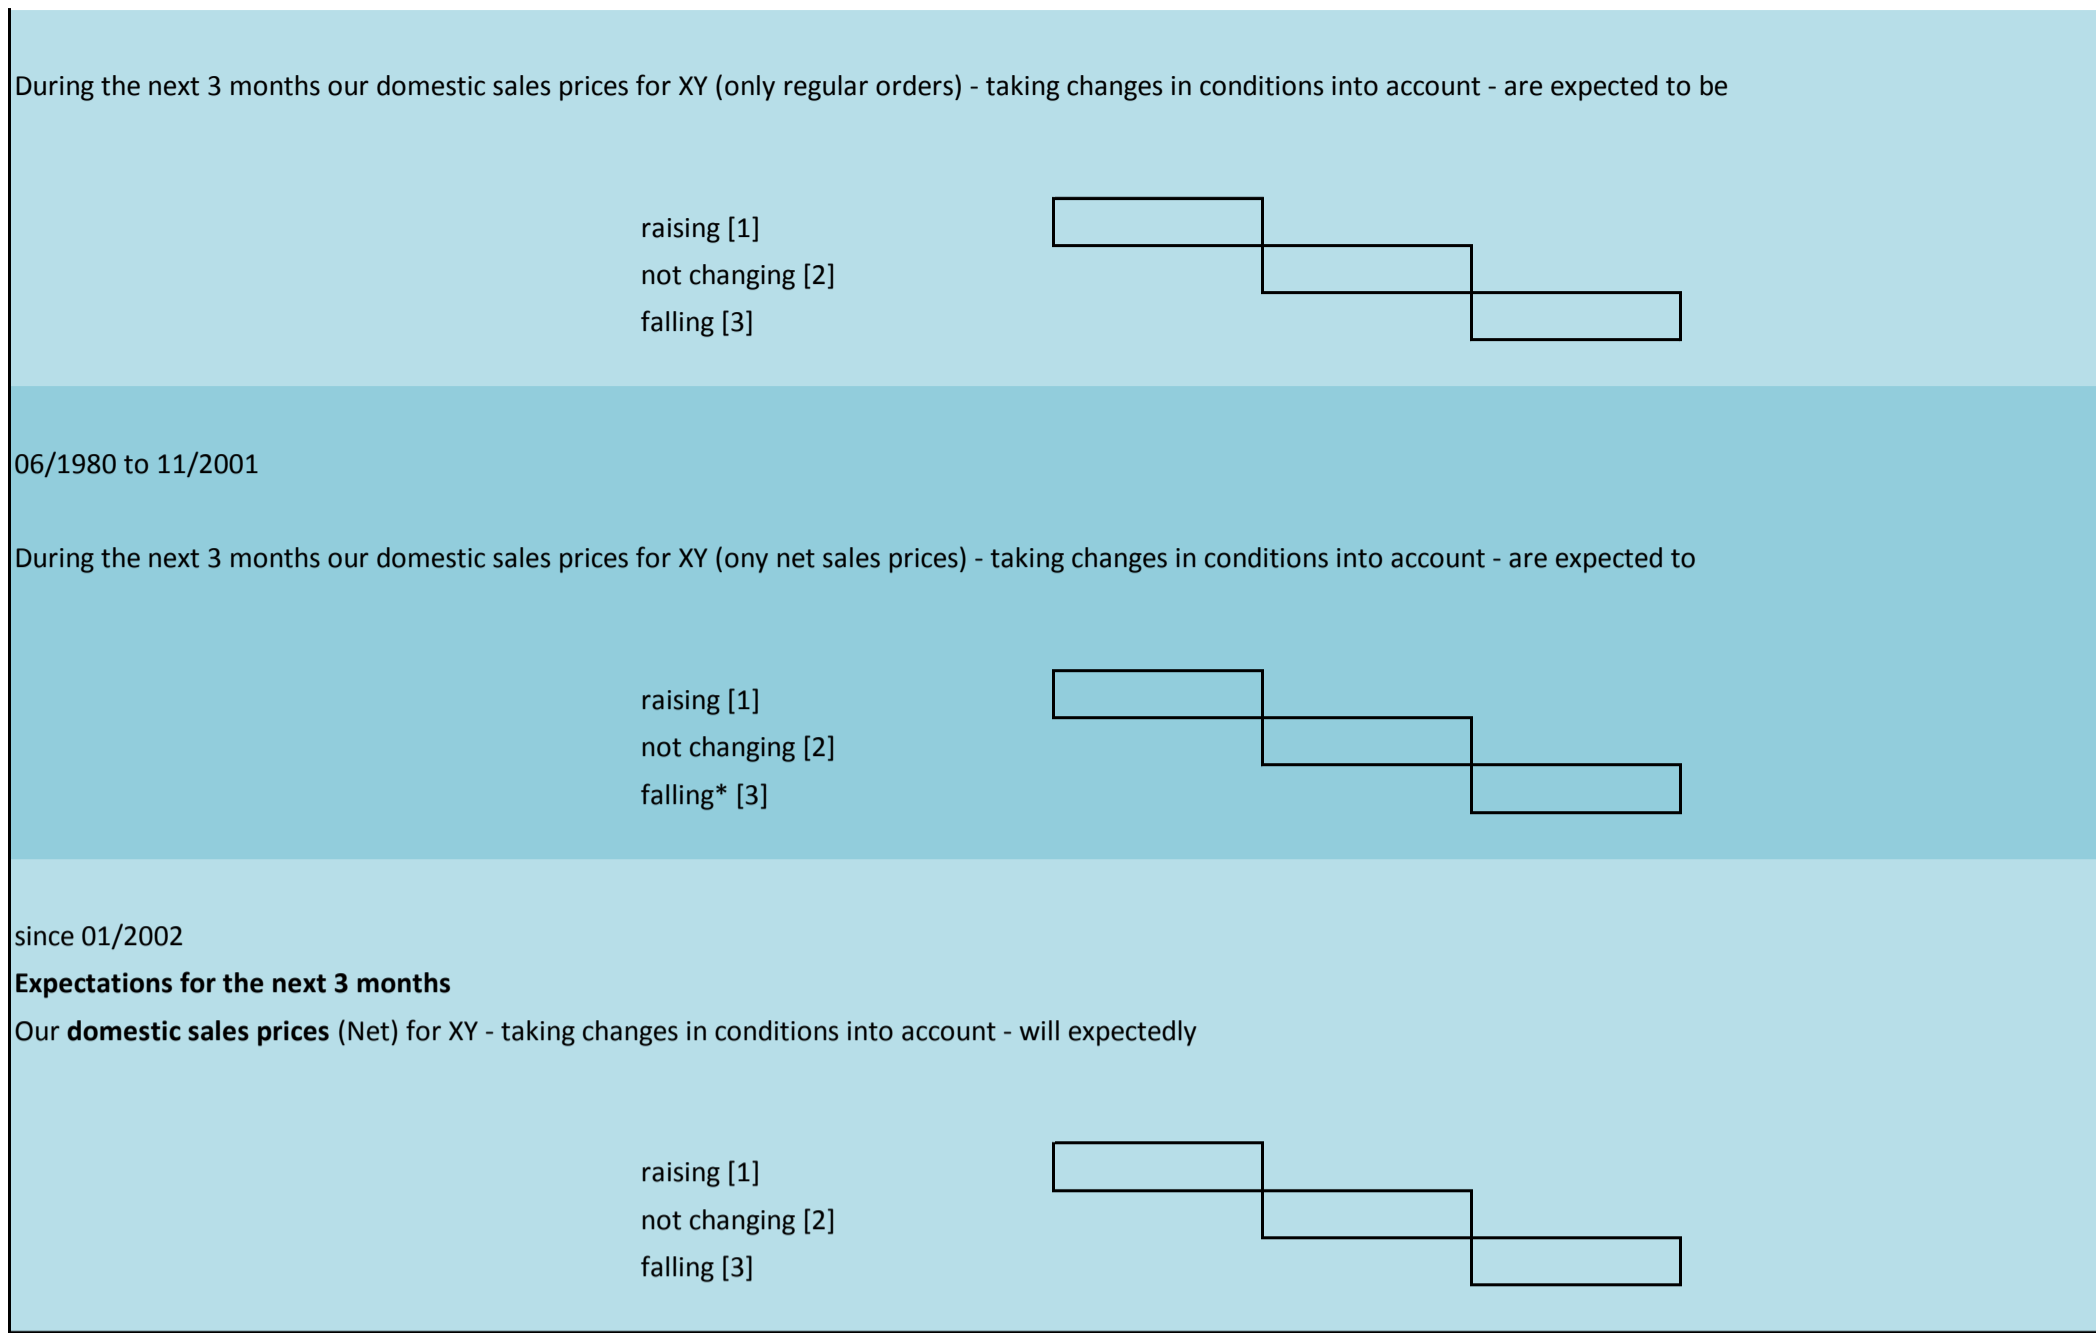 During the next 3 months our domestic sales prices for XY (only regular orders) - taking changes in conditions into account - are expected to be
raising [1]
not changing [2]
falling [3]
06/1980 to 11/2001
During the next 3 months our domestic sales prices for XY (ony net sales prices) - taking changes in conditions into account - are expected to
raising [1]
not changing [2]
falling* [3]
since 01/2002
Expectations for the next 3 months
Our domestic sales prices (Net) for XY - taking changes in conditions into account - will expectedly
raising [1]
not changing [2]
falling [3]